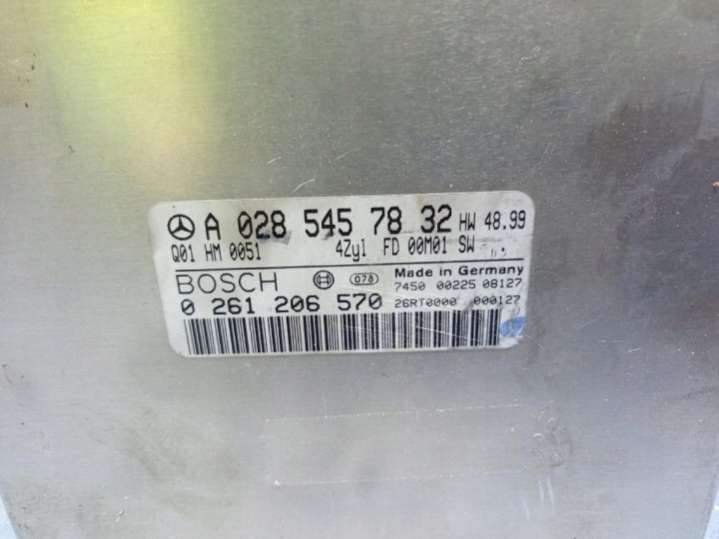 A 028 545 78 32 HW 48.99
Q01 HM 0051 4Zyl FD 00M01 SW
BOSCH 078 Made in Germany
7450 00225 08127
0 261 206 570 26RT0000 000127